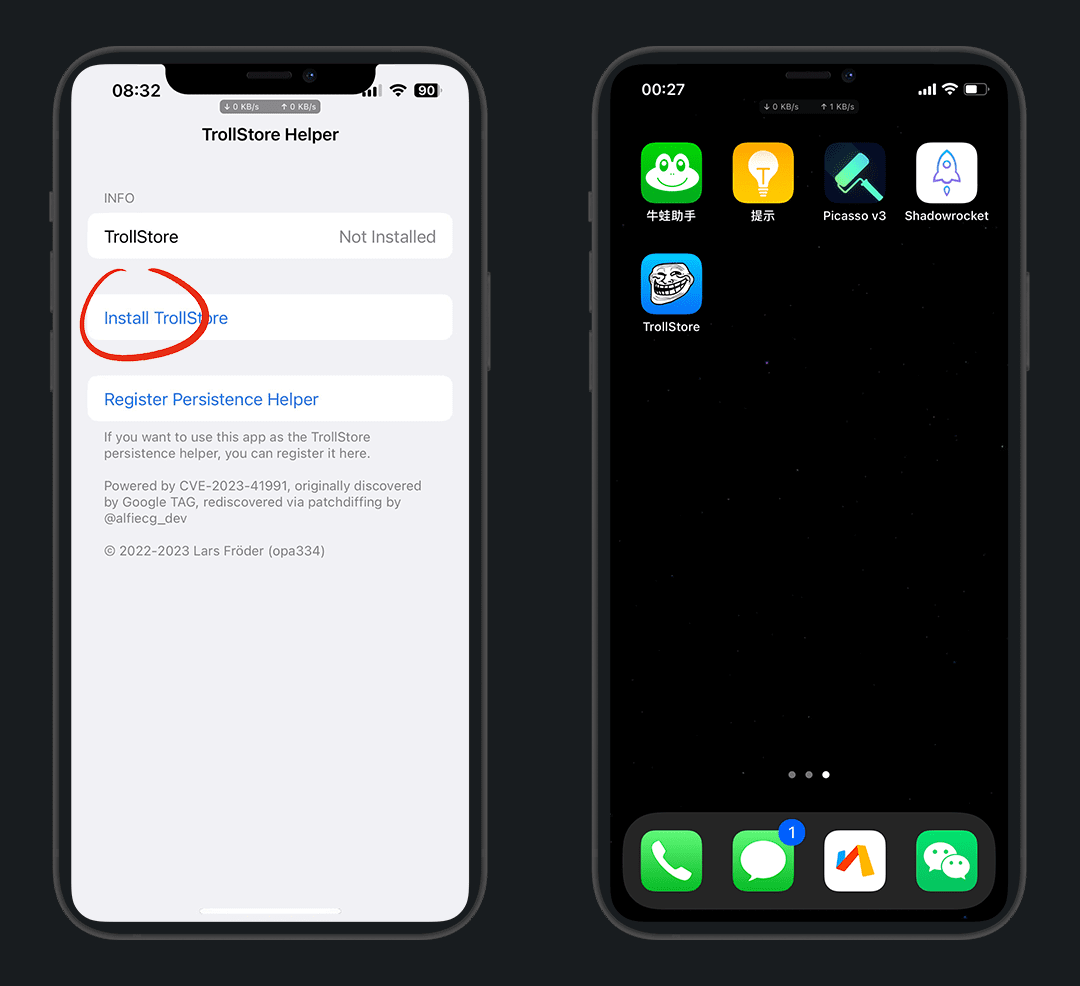 08:32
90
↓ 0 KB/s ↑ 0 KB/s
TrollStore Helper
INFO
TrollStore Not Installed
Install TrollStore
Register Persistence Helper
If you want to use this app as the TrollStore
persistence helper, you can register it here.
Powered by CVE-2023-41991, originally discovered
by Google TAG, rediscovered via patchdiffing by
@alfiecg_dev
© 2022-2023 Lars Fröder (opa334)
00:27
↓ 0 KB/s ↑ 1 KB/s
牛蛙助手 提示 Picasso v3 Shadowrocket
TrollStore
1